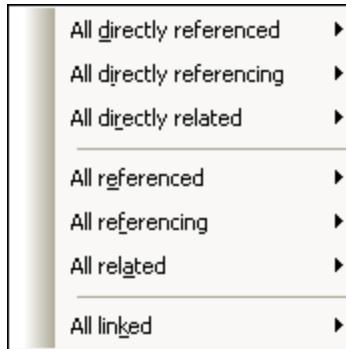 All directly referenced
All directly referencing
All directly related
All referenced
All referencing
All related
All linked